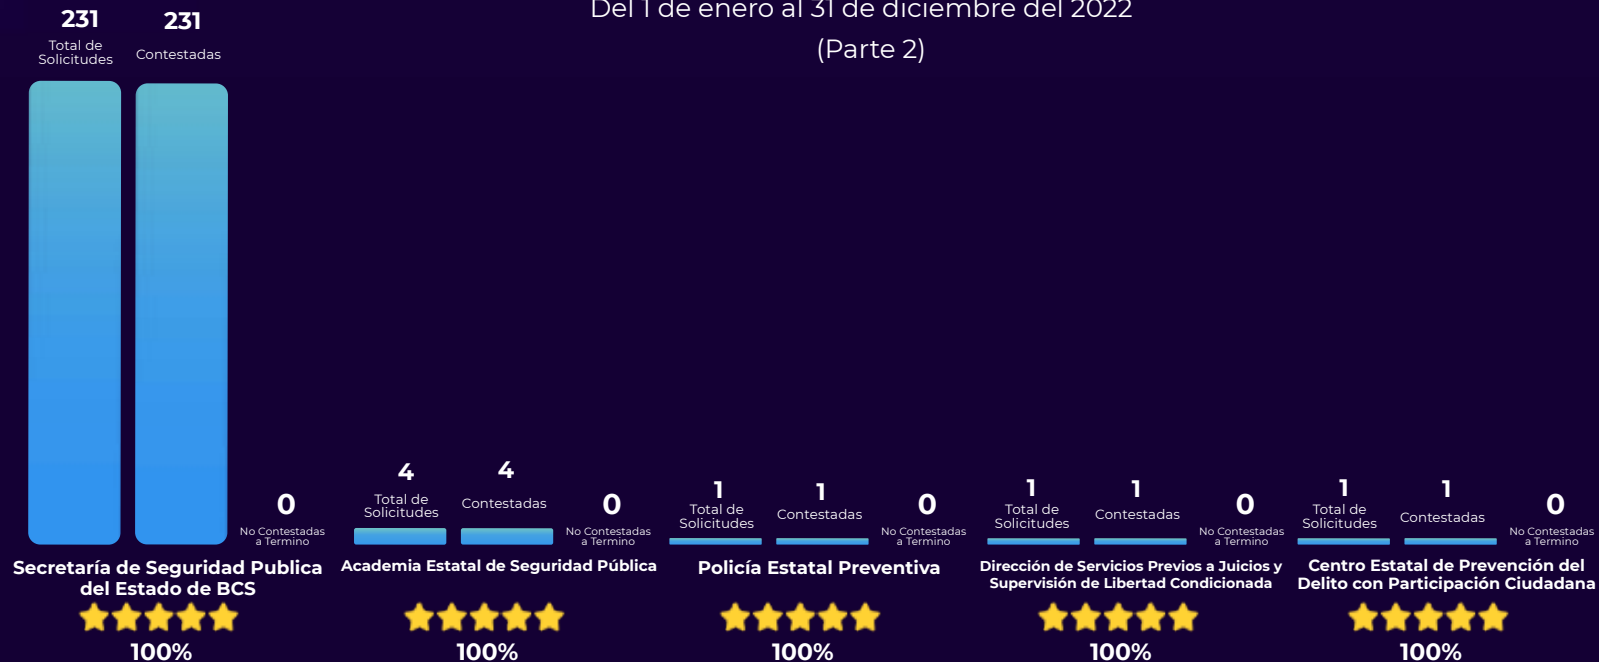 Del 1 de enero al 31 de diciembre del 2022
(Parte 2)
231
Total de
Solicitudes
231
Contestadas
0
No Contestadas
a Termino
Secretaría de Seguridad Publica
del Estado de BCS
100%
4
Total de
Solicitudes
4
Contestadas
0
No Contestadas
a Termino
Academia Estatal de Seguridad Pública
100%
1
Total de
Solicitudes
1
Contestadas
0
No Contestadas
a Termino
Policía Estatal Preventiva
100%
1
Total de
Solicitudes
1
Contestadas
0
No Contestadas
a Termino
Dirección de Servicios Previos a Juicios y
Supervisión de Libertad Condicionada
100%
1
Total de
Solicitudes
1
Contestadas
0
No Contestadas
a Termino
Centro Estatal de Prevención del
Delito con Participación Ciudadana
100%